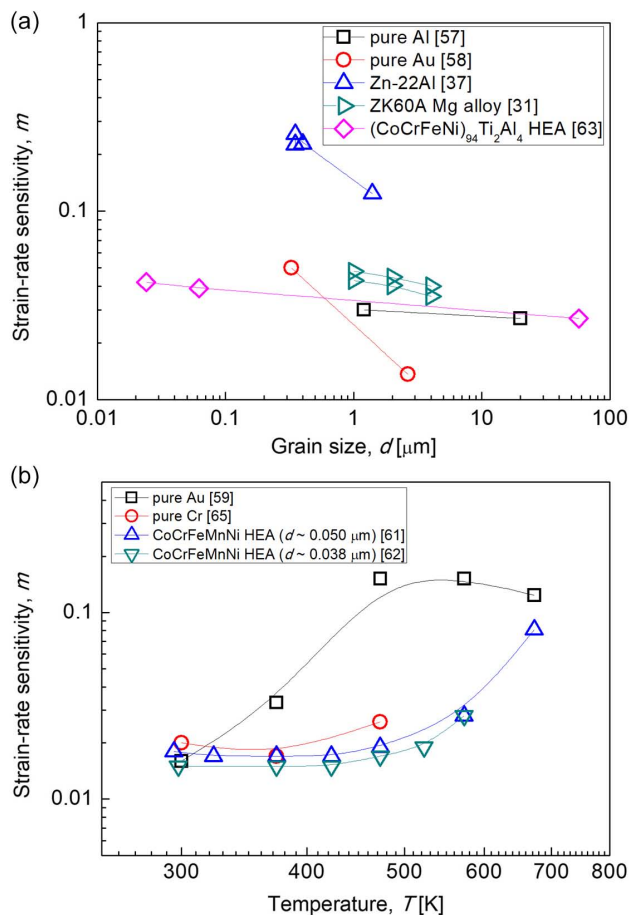 (a)
1
pure Al [57]
pure Au [58]
Zn-22Al [37]
ZK60A Mg alloy [31]
(CoCrFeNi)94Ti2Al4 HEA [63]
0.1
0.01
Strain-rate sensitivity, m
0.01 0.1 1 10 100
Grain size, d [μm]
(b)
pure Au [59]
pure Cr [65]
CoCrFeMnNi HEA (d ~ 0.050 μm) [61]
CoCrFeMnNi HEA (d ~ 0.038 μm) [62]
0.1
0.01
Strain-rate sensitivity, m
300 400 500 600 700 800
Temperature, T [K]